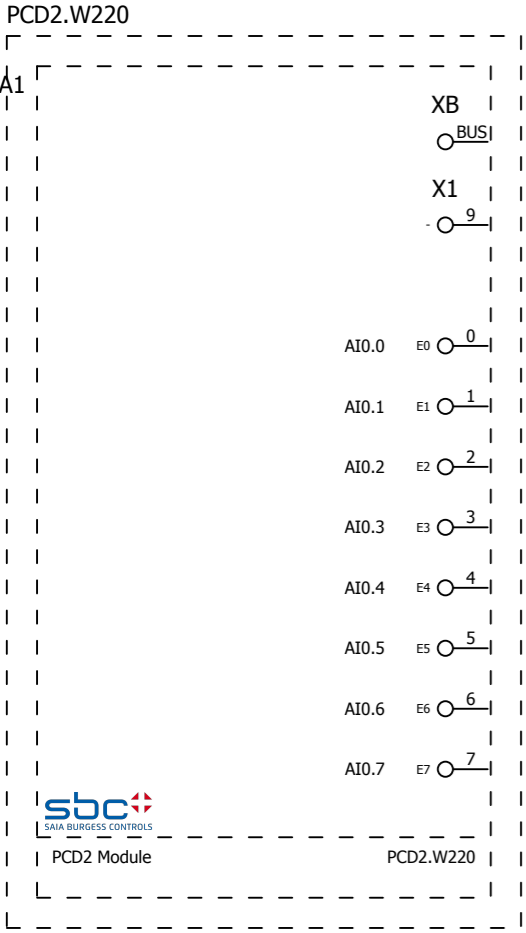 PCD2.W220
A1
XB
BUS
X1
- 9
AI0.0 E0 0
AI0.1 E1 1
AI0.2 E2 2
AI0.3 E3 3
AI0.4 E4 4
AI0.5 E5 5
AI0.6 E6 6
AI0.7 E7 7
sbc
SAIA BURGESS CONTROLS
PCD2 Module PCD2.W220